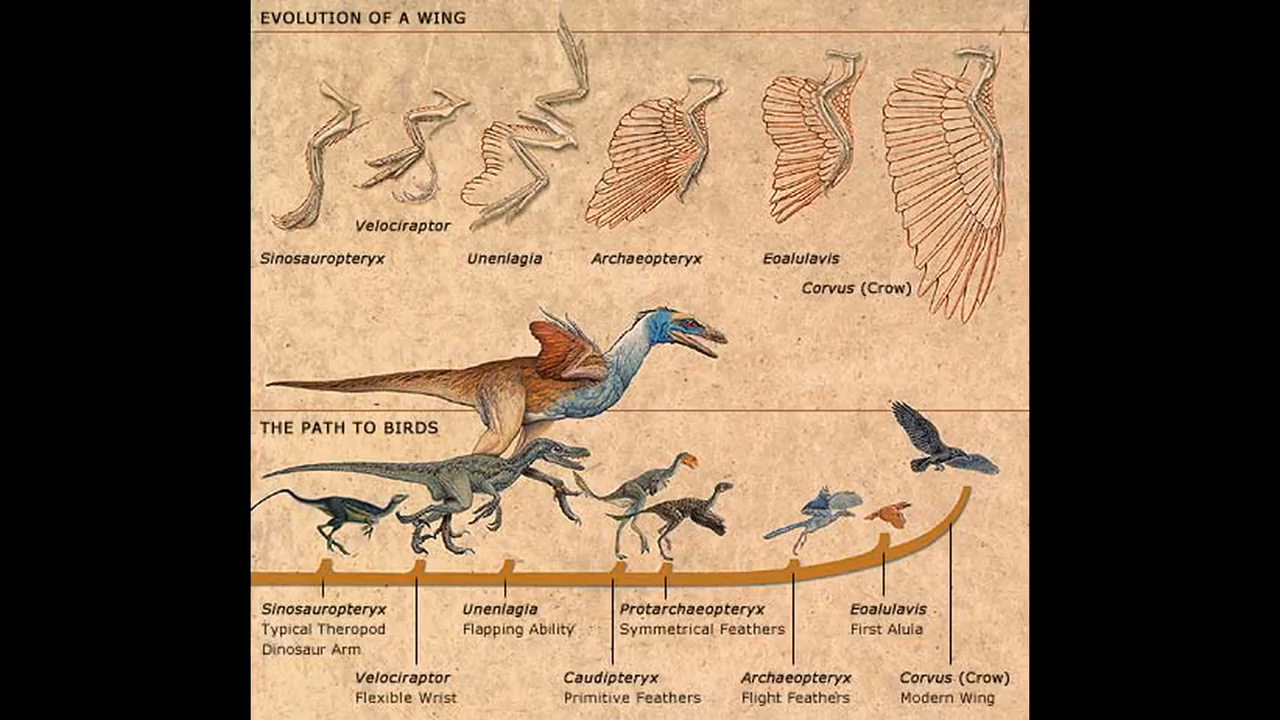 EVOLUTION OF A WING
Velociraptor
Sinosauropteryx
Unenlagia
Archaeopteryx
Eoalulavis
Corvus (Crow)
THE PATH TO BIRDS
Sinosauropteryx
Typical Theropod
Dinosaur Arm
Velociraptor
Flexible Wrist
Unenlagia
Flapping Ability
Caudipteryx
Primitive Feathers
Protarchaeopteryx
Symmetrical Feathers
Archaeopteryx
Flight Feathers
Eoalulavis
First Alula
Corvus (Crow)
Modern Wing